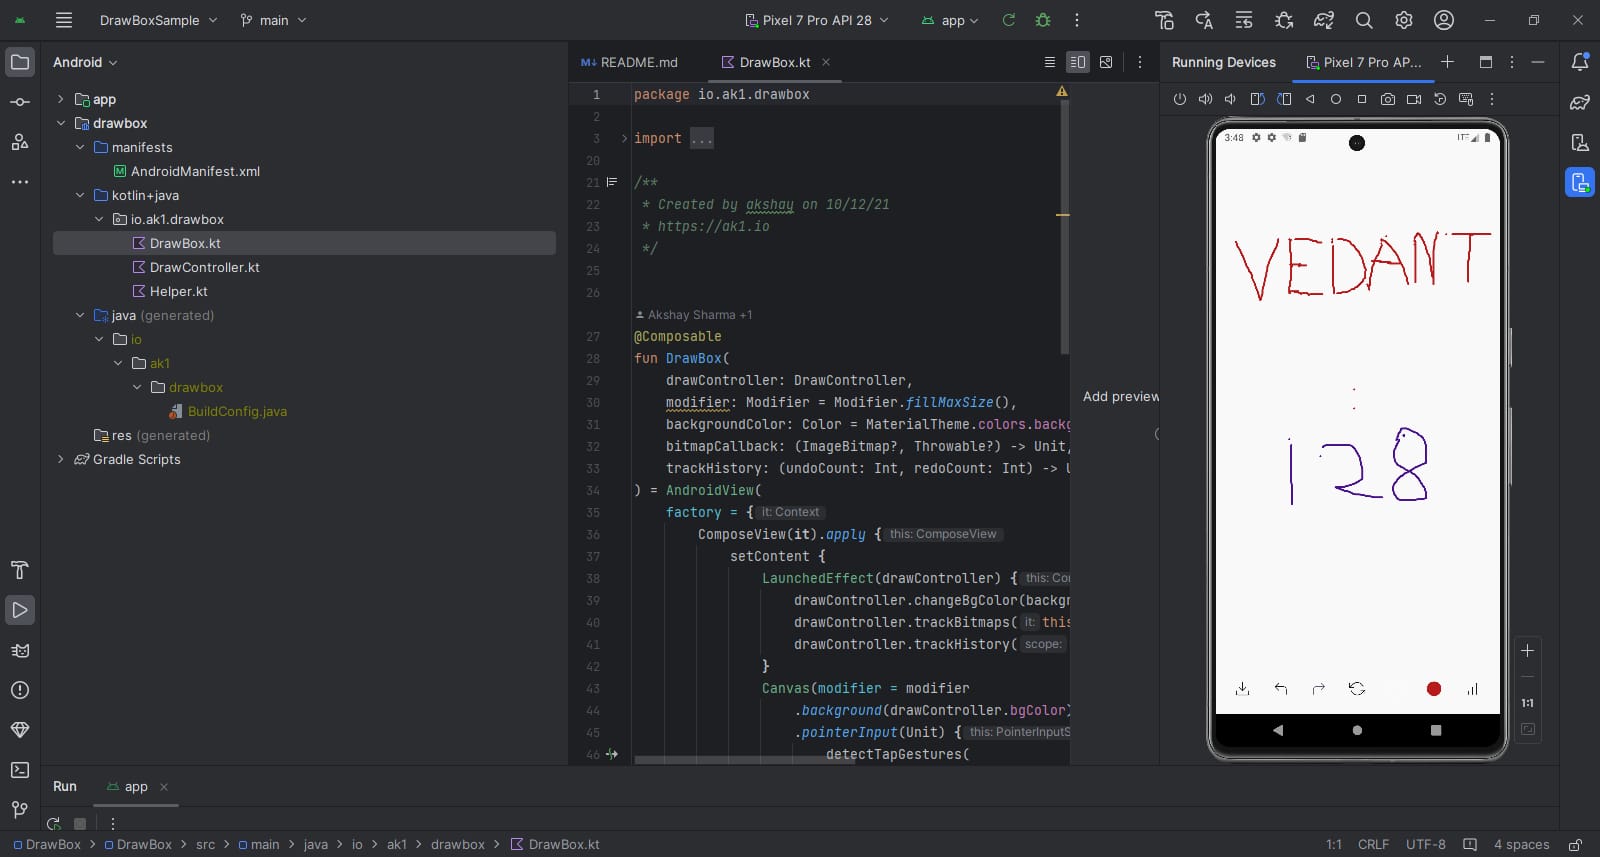 DrawBoxSample main Pixel 7 Pro API 28 app
Android
app
drawbox
manifests
AndroidManifest.xml
kotlin+java
io.ak1.drawbox
DrawBox.kt
DrawController.kt
Helper.kt
java (generated)
io
ak1
drawbox
BuildConfig.java
res (generated)
Gradle Scripts
README.md DrawBox.kt
1 package io.ak1.drawbox
2
3 import ...
20
21 /**
22 * Created by akshay on 10/12/21
23 * https://ak1.io
24 */
25
26
Akshay Sharma +1
27 @Composable
28 fun DrawBox(
29 drawController: DrawController,
30 modifier: Modifier = Modifier.fillMaxSize(),
31 backgroundColor: Color = MaterialTheme.colors.backg
32 bitmapCallback: (ImageBitmap?, Throwable?) -> Unit,
33 trackHistory: (undoCount: Int, redoCount: Int) -> U
34 ) = AndroidView(
35 factory = { it: Context
36 ComposeView(it).apply { this: ComposeView
37 setContent {
38 LaunchedEffect(drawController) { this: Cor
39 drawController.changeBgColor(backgr
40 drawController.trackBitmaps( it: this
41 drawController.trackHistory( scope:
42 }
43 Canvas(modifier = modifier
44 .background(drawController.bgColor)
45 .pointerInput(Unit) { this: PointerInputS
46 detectTapGestures(
Add preview
Running Devices Pixel 7 Pro AP...
3:48 LTE
VEDANT
:
128
1:1
Run app
DrawBox > DrawBox > src > main > java > io > ak1 > drawbox > DrawBox.kt 1:1 CRLF UTF-8 4 spaces